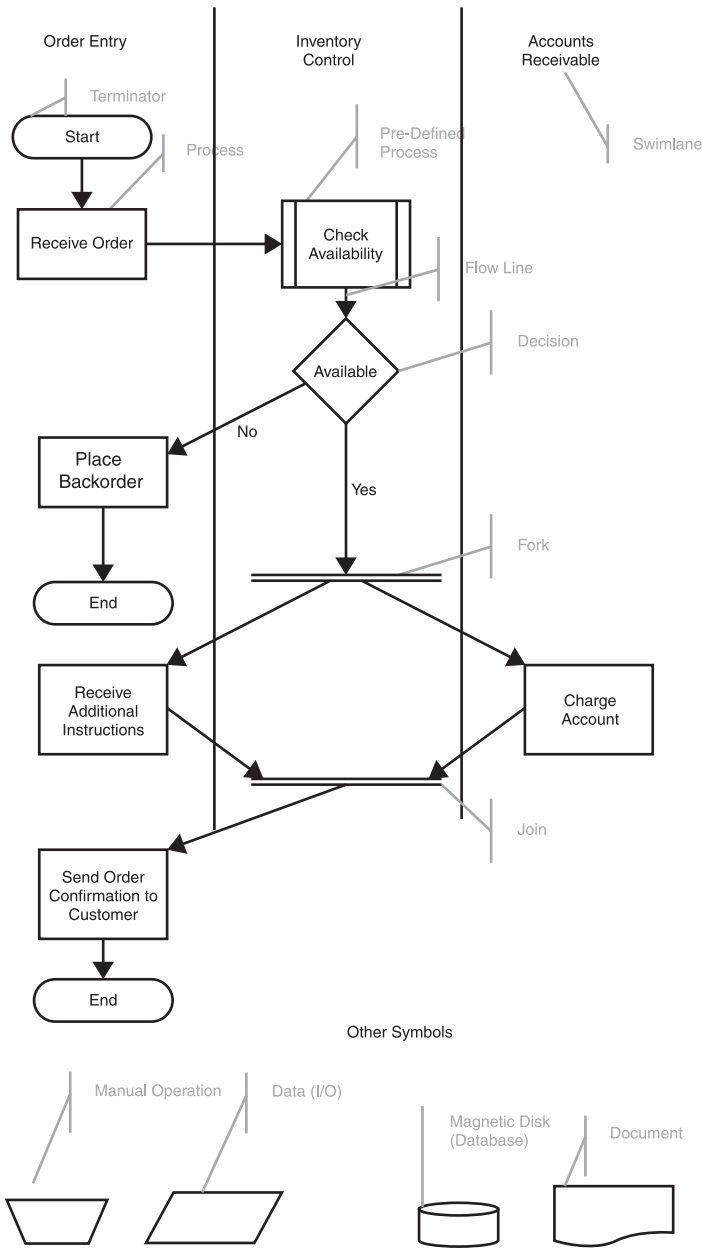 Order Entry
Inventory
Control
Accounts
Receivable
Terminator
Start
Process
Pre-Defined
Process
Swimlane
Receive Order
Check
Availability
Flow Line
Decision
Available
No
Place
Backorder
Yes
Fork
End
Receive
Additional
Instructions
Charge
Account
Join
Send Order
Confirmation to
Customer
End
Other Symbols
Manual Operation
Data (I/O)
Magnetic Disk
(Database)
Document